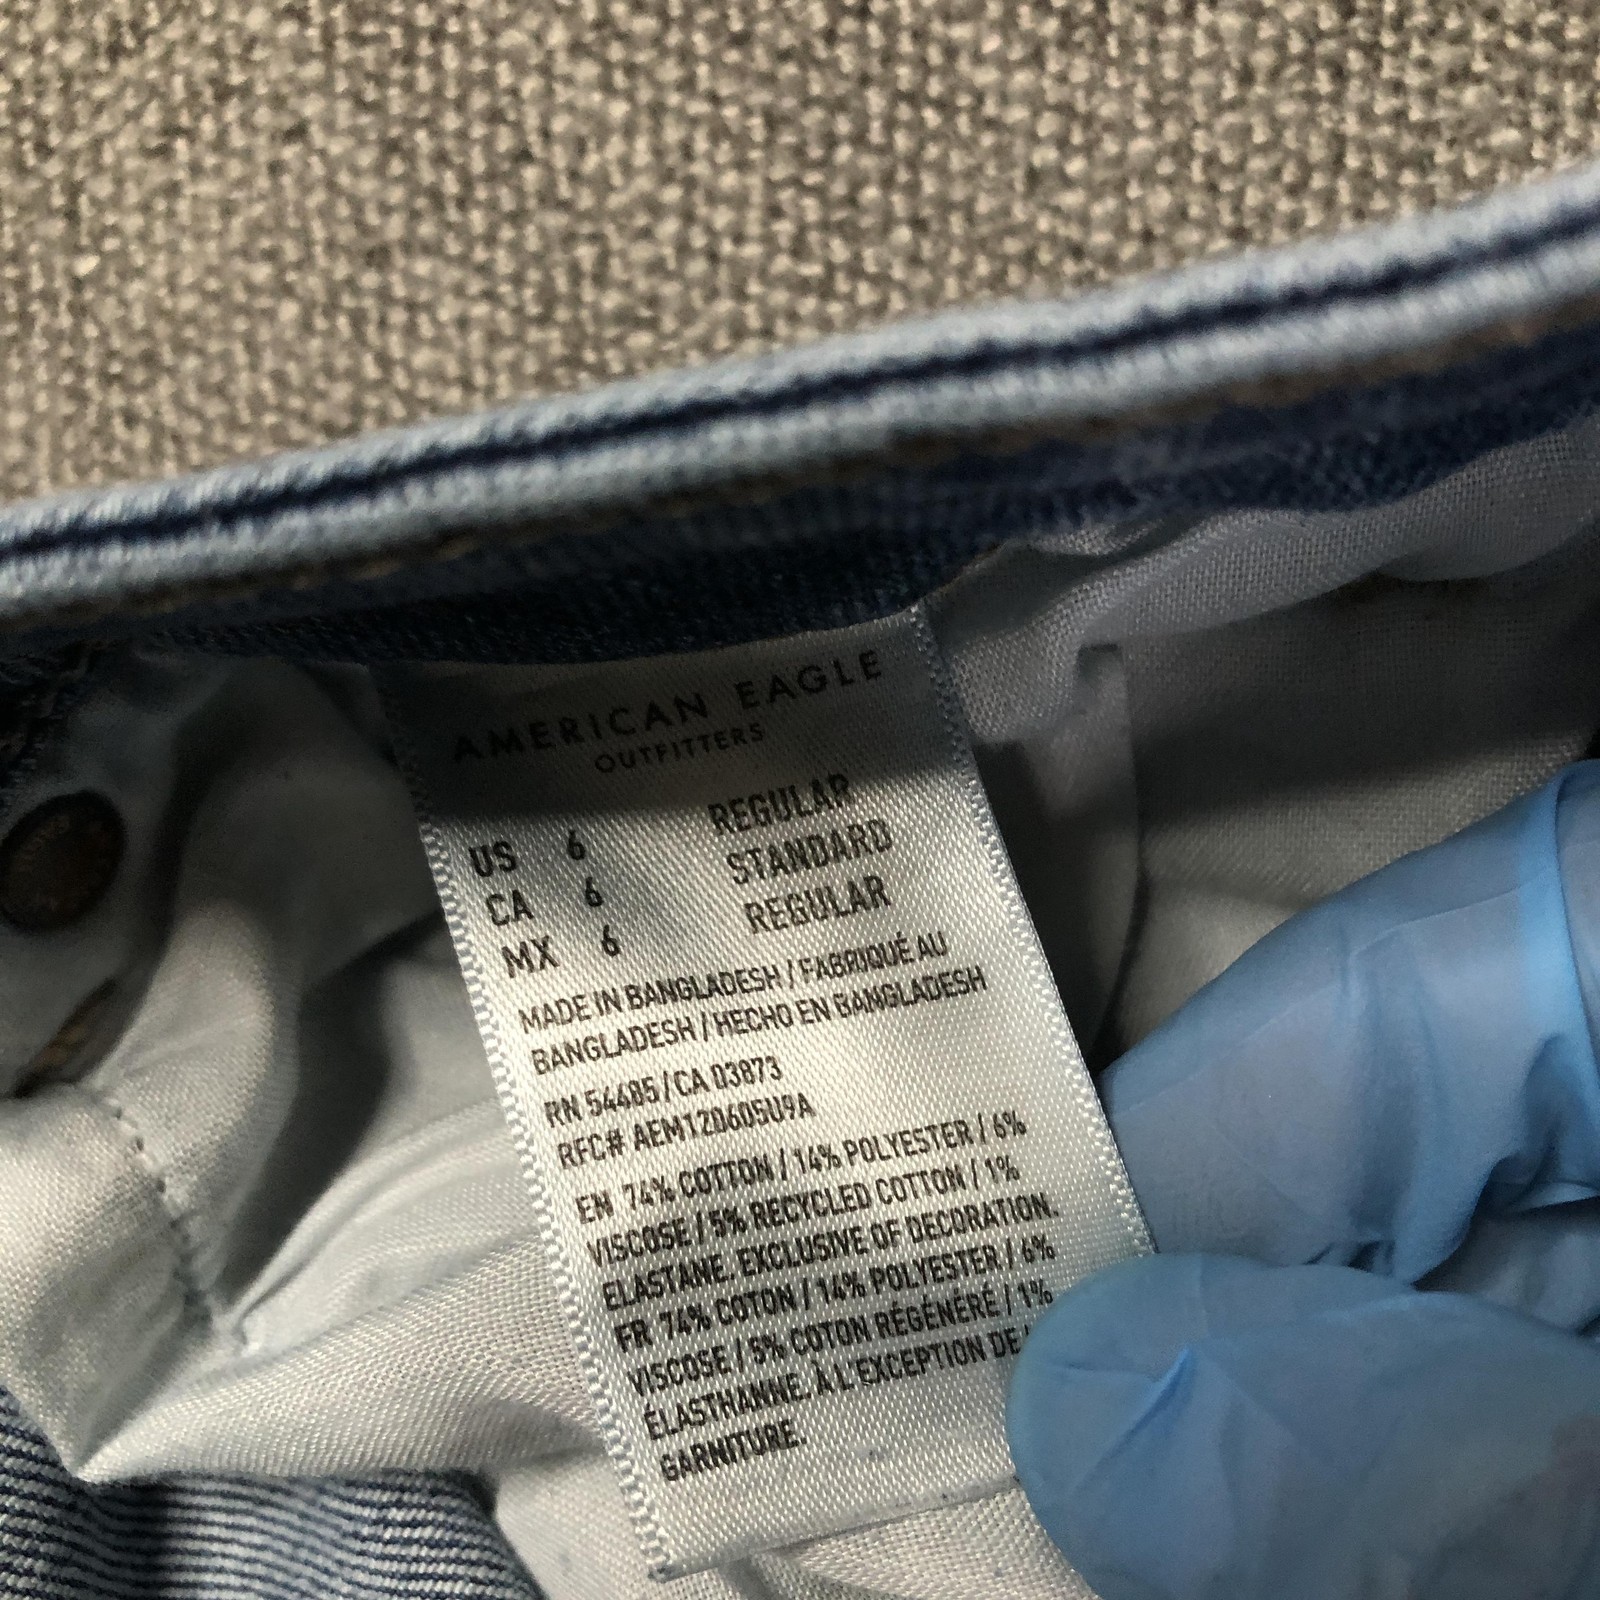 AMERICAN EAGLE
OUTFITTERS
US 6 REGULAR
CA 6 STANDARD
MX 6 REGULAR
MADE IN BANGLADESH / FABRIQUÉ AU
BANGLADESH / HECHO EN BANGLADESH
RN 54485 / CA 03873
RFC# AEM120605U9A
EN 74% COTTON / 14% POLYESTER / 6%
VISCOSE / 5% RECYCLED COTTON / 1%
ELASTANE. EXCLUSIVE OF DECORATION.
FR 74% COTON / 14% POLYESTER / 6%
VISCOSE / 5% COTON RÉGÉNÉRÉ / 1%
ÉLASTHANNE. À L'EXCEPTION DE
GARNITURE.